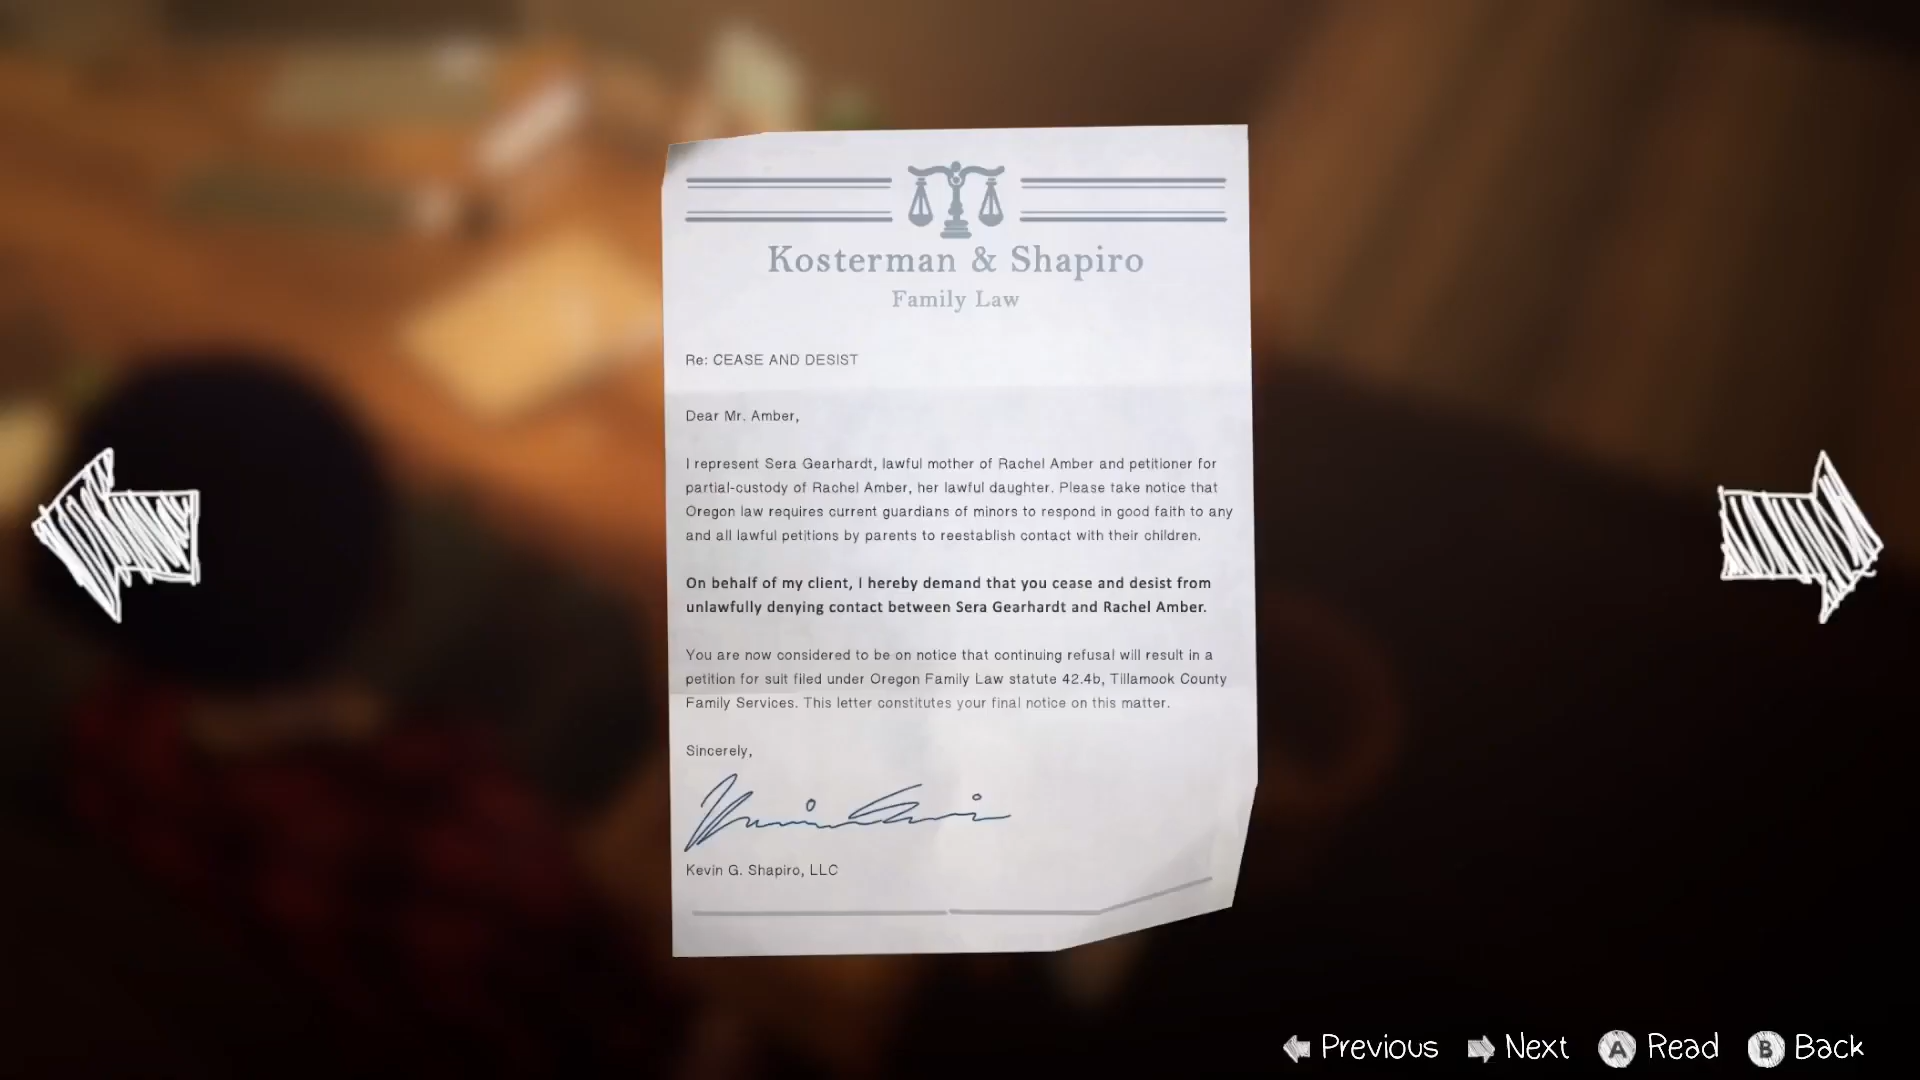 Kosterman & Shapiro
Family Law
Re: CEASE AND DESIST
Dear Mr. Amber,
I represent Sera Gearhardt, lawful mother of Rachel Amber and petitioner for
partial-custody of Rachel Amber, her lawful daughter. Please take notice that
Oregon law requires current guardians of minors to respond in good faith to any
and all lawful petitions by parents to reestablish contact with their children.
On behalf of my client, I hereby demand that you cease and desist from
unlawfully denying contact between Sera Gearhardt and Rachel Amber.
You are now considered to be on notice that continuing refusal will result in a
petition for suit filed under Oregon Family Law statute 42.4b, Tillamook County
Family Services. This letter constitutes your final notice on this matter.
Sincerely,
Kevin G. Shapiro, LLC
Previous Next A Read B Back